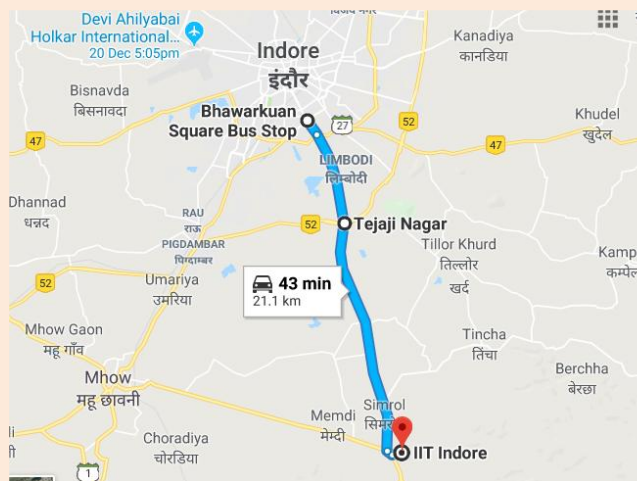 Devi Ahilyabai
Holkar International...
20 Dec 5:05pm
Indore
इंदौर
Kanadiya
कानडिया
Bisnavda
बिसनावदा
Bhawarkuan
Square Bus Stop
27
52
Khudel
खुदेल
47
47
LIMBODI
लिम्बोदी
Dhannad
धन्नद
RAU
राऊ
PIGDAMBAR
पिगदाम्बर
52
Tejaji Nagar
Tillor Khurd
तिल्लोर
खर्द
Kamp
कम्पे
52
Umariya
उमरिया
43 min
21.1 km
Mhow Gaon
महू गाँव
Tincha
तिंचा
Berchha
बेरछा
Mhow
महू छावनी
Memdi
मेम्दी
Simrol
IIT Indore
Choradiya
चोरडिया
1